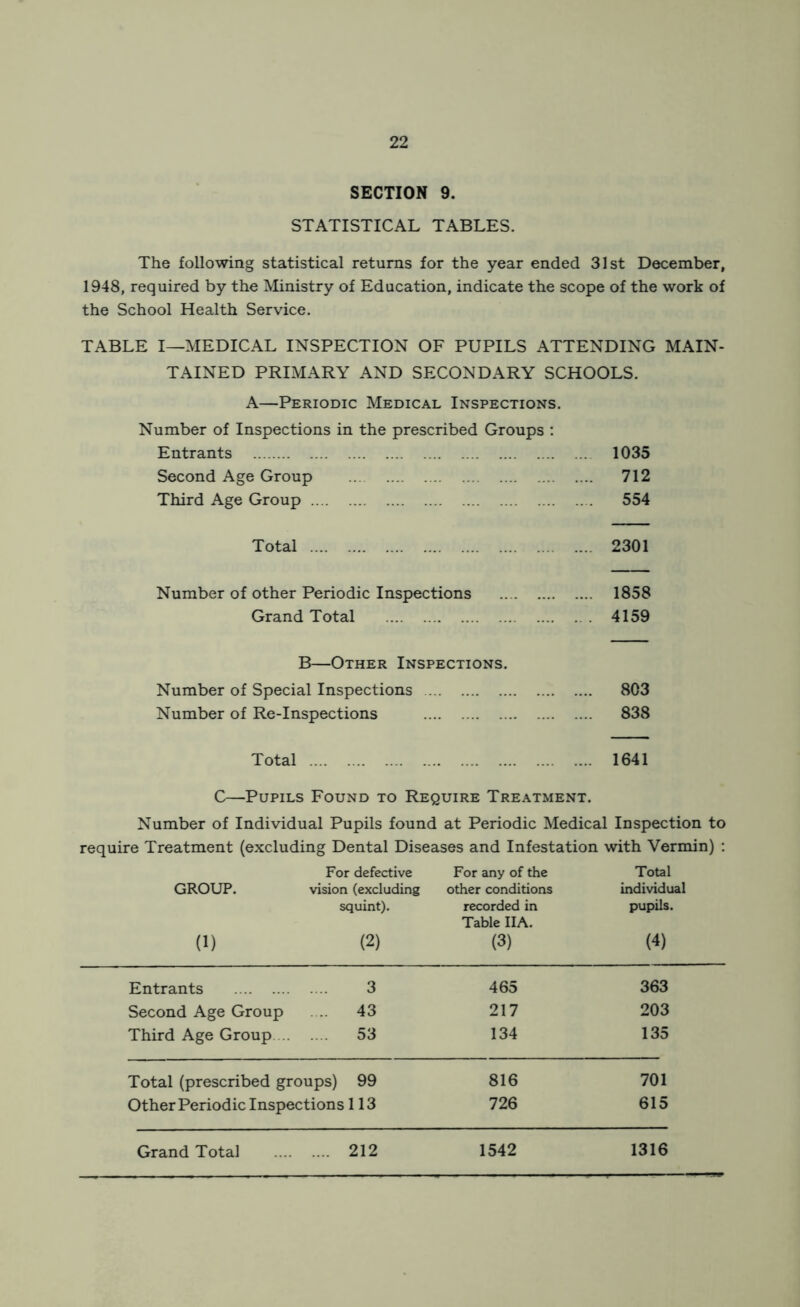 22
SECTION 9.
STATISTICAL TABLES.
The following statistical returns for the year ended 31st December,
1948, required by the Ministry of Education, indicate the scope of the work of
the School Health Service.
TABLE I—MEDICAL INSPECTION OF PUPILS ATTENDING MAIN-
TAINED PRIMARY AND SECONDARY SCHOOLS.
A—Periodic Medical Inspections.
Number of Inspections in the prescribed Groups :
Entrants .... .... .... .... .... .... .... .... .... 1035
Second Age Group .... .... .... .... .... .... .... .... 712
Third Age Group .... .... .... .... .... .... .... .... .... 554
Total .... .... .... .... .... .... .... .... 2301
Number of other Periodic Inspections .... .... .... 1858
Grand Total .... .... .... .... .... .... .... 4159
B—Other Inspections.
Number of Special Inspections .... .... .... .... .... 803
Number of Re-Inspections .... .... .... .... .... 838
Total .... .... .... .... .... .... .... .... 1641
C—Pupils Found to Require Treatment.
Number of Individual Pupils found at Periodic Medical Inspection to
require Treatment (excluding Dental Diseases and Infestation with Vermin) :
For defective For any of the Total
GROUP. vision (excluding other conditions individual
squint). recorded in pupils.
Table IIA.
(1) (2) (3) (4)
Entrants .... .... .... 3 465 363
Second Age Group .... 43 217 203
Third Age Group .... .... 53 134 135
Total (prescribed groups) 99 816 701
Other Periodic Inspections 113 726 615
Grand Total .... .... 212 1542 1316